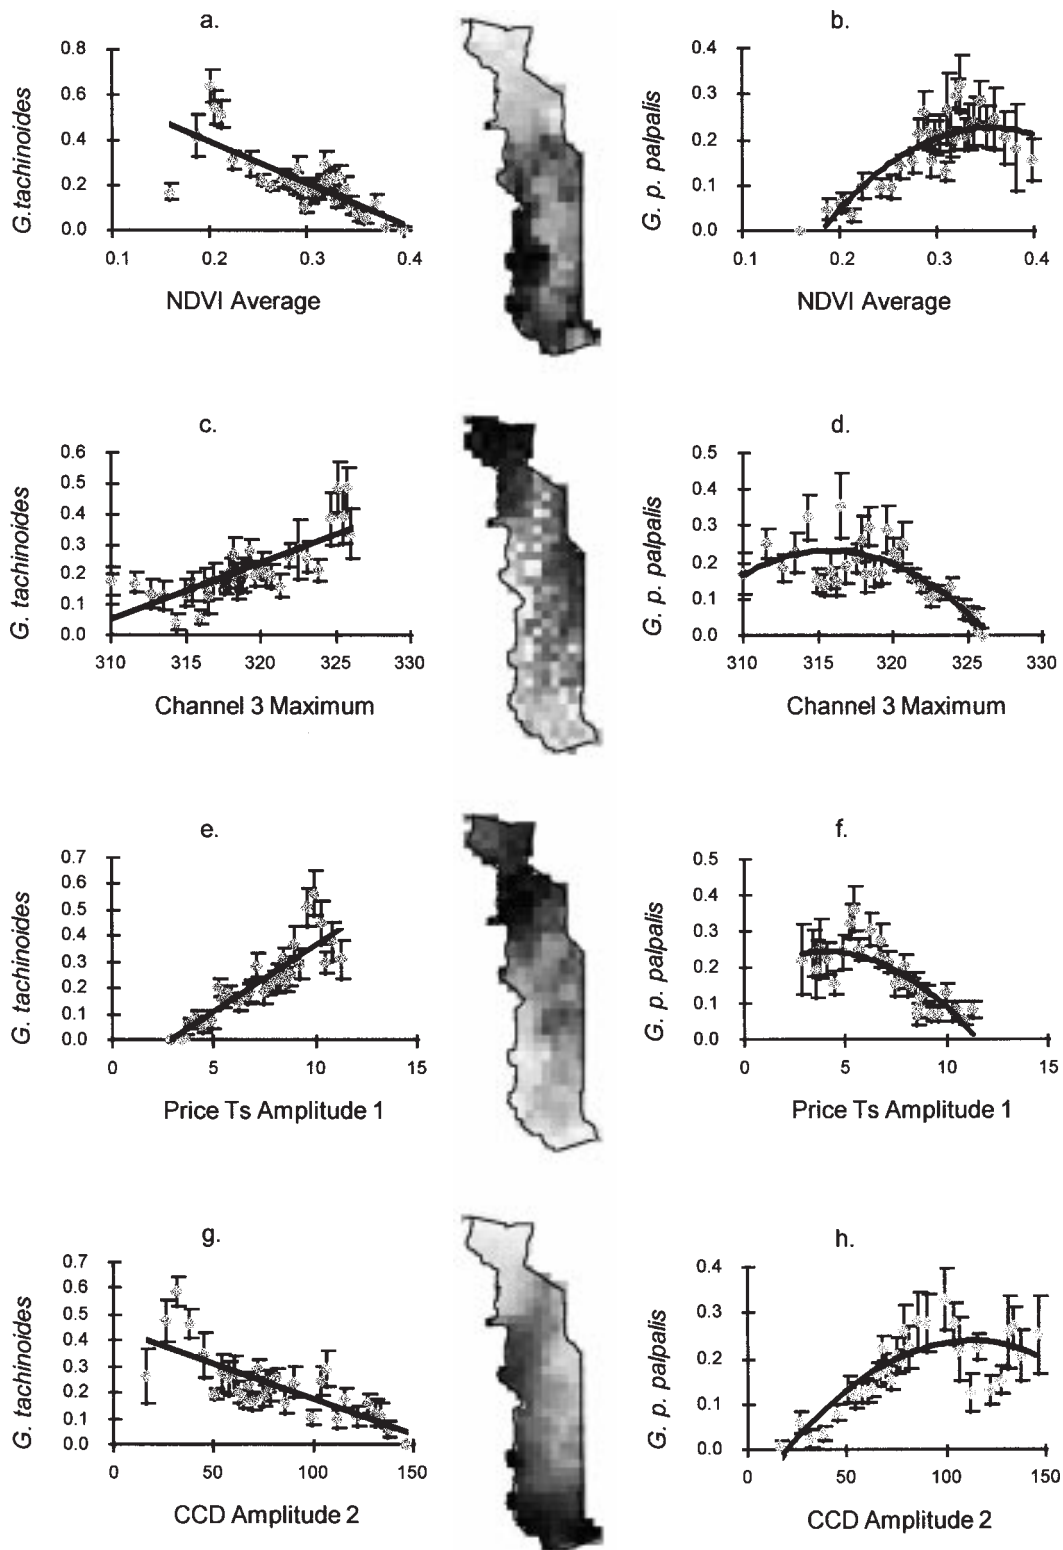 a.
0.8
0.6
0.4
0.2
0.0
G.tachinoides
0.1 0.2 0.3 0.4
NDVI Average
b.
0.4
0.3
0.2
0.1
0.0
G. p. palpalis
0.1 0.2 0.3 0.4
NDVI Average
c.
0.6
0.5
0.4
0.3
0.2
0.1
0.0
G. tachinoides
310 315 320 325 330
Channel 3 Maximum
d.
0.5
0.4
0.3
0.2
0.1
0.0
G. p. palpalis
310 315 320 325 330
Channel 3 Maximum
e.
0.7
0.6
0.5
0.4
0.3
0.2
0.1
0.0
G. tachinoides
0 5 10 15
Price Ts Amplitude 1
f.
0.5
0.4
0.3
0.2
0.1
0.0
G. p. palpalis
0 5 10 15
Price Ts Amplitude 1
g.
0.7
0.6
0.5
0.4
0.3
0.2
0.1
0.0
G. tachinoides
0 50 100 150
CCD Amplitude 2
h.
0.4
0.3
0.2
0.1
0.0
G. p. palpalis
0 50 100 150
CCD Amplitude 2